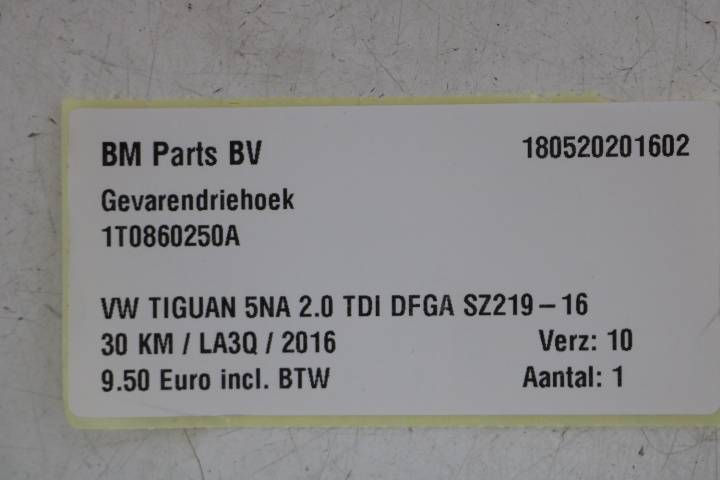 BM Parts BV 180520201602
Gevarendriehoek
1T0860250A
VW TIGUAN 5NA 2.0 TDI DFGA SZ219-16
30 KM / LA3Q / 2016 Verz: 10
9.50 Euro incl. BTW Aantal: 1